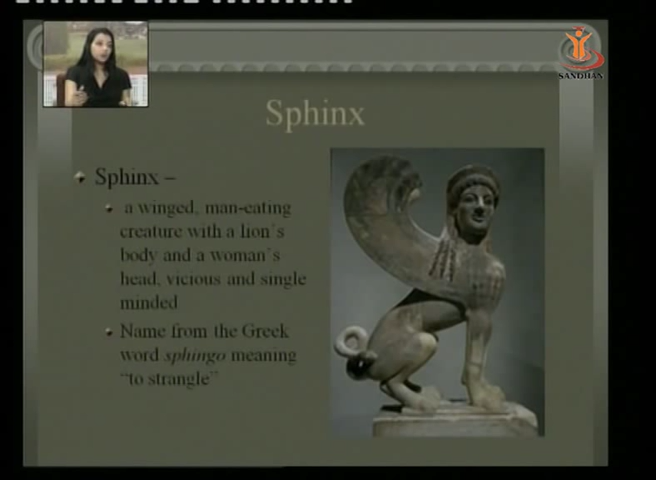 SANDHAN
Sphinx
Sphinx –
a winged, man-eating
creature with a lion's
body and a woman's
head, vicious and single
minded
Name from the Greek
word sphingo meaning
“to strangle”